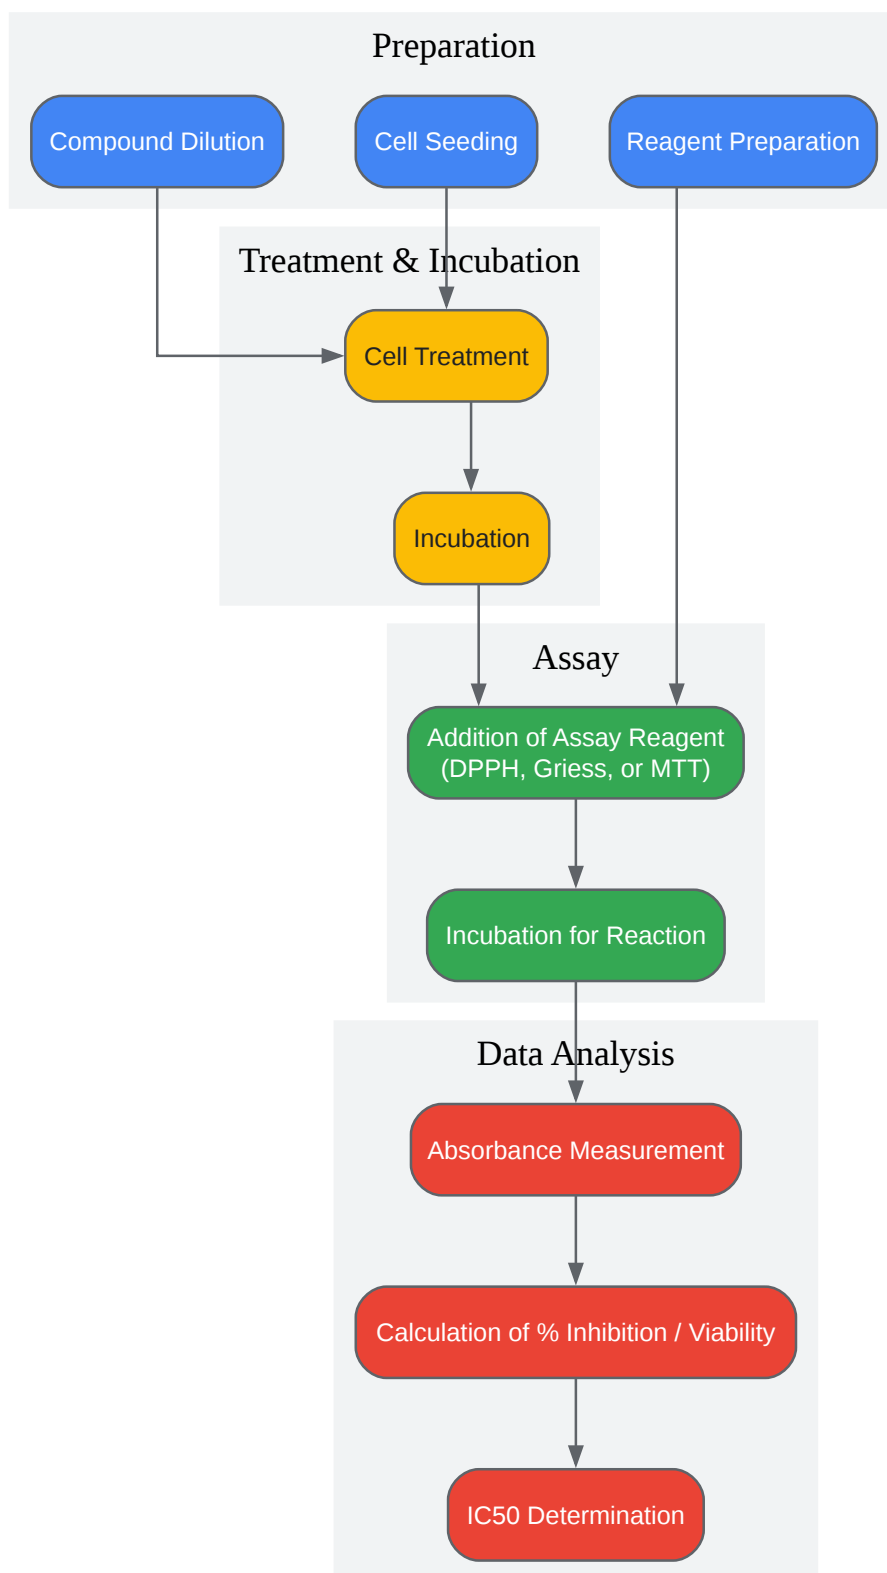 Preparation
Compound Dilution
Cell Seeding
Reagent Preparation
Treatment & Incubation
Cell Treatment
Incubation
Assay
Addition of Assay Reagent
(DPPH, Griess, or MTT)
Incubation for Reaction
Data Analysis
Absorbance Measurement
Calculation of % Inhibition / Viability
IC50 Determination